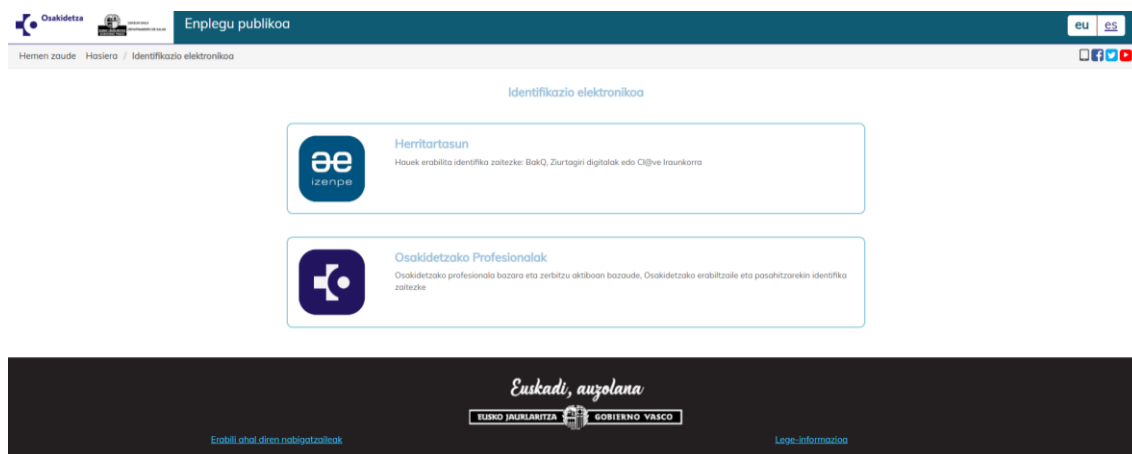 Osakidetza
Enplegu publikoa
eu es
Hemen zaude Hasiera / Identifikazio elektronikoa
Identifikazio elektronikoa
Herritartasun
Hauek erabilita identifika zaitezke: BakQ, Ziurtagiri digitalak edo Cl@ve Iraunkorra
izenpe
Osakidetzako Profesionalak
Osakidetzako profesionala bazara eta zerbitzu aktiboan bazaude, Osakidetzako erabiltzaile eta pasahitzarekin identifika
zaitezke
Euskadi, auzolana
EUSKO JAURLARITZA GOBIERNO VASCO
Erabili ahal diren nabigatzaileak
Lege-informazioa